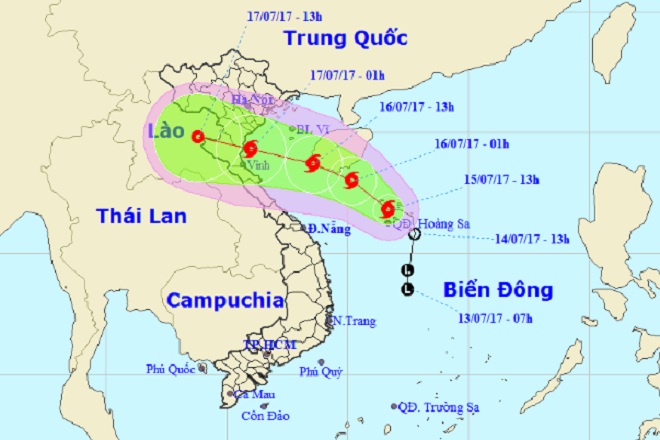 17/07/17 - 13h
Trung Quốc
17/07/17 - 01h
Hà Nội
16/07/17 - 13h
Lào
BL Vĩ
16/07/17 - 01h
Vinh
15/07/17 - 13h
Thái Lan
QĐ. Hoàng Sa
Đ.Nẵng
14/07/17 - 13h
Campuchia
Biển Đông
L
L
13/07/17 - 07h
N.Trang
TP.HCM
Phú Quốc
Phú Quý
Cà Mau
Côn Đảo
QĐ. Trường Sa